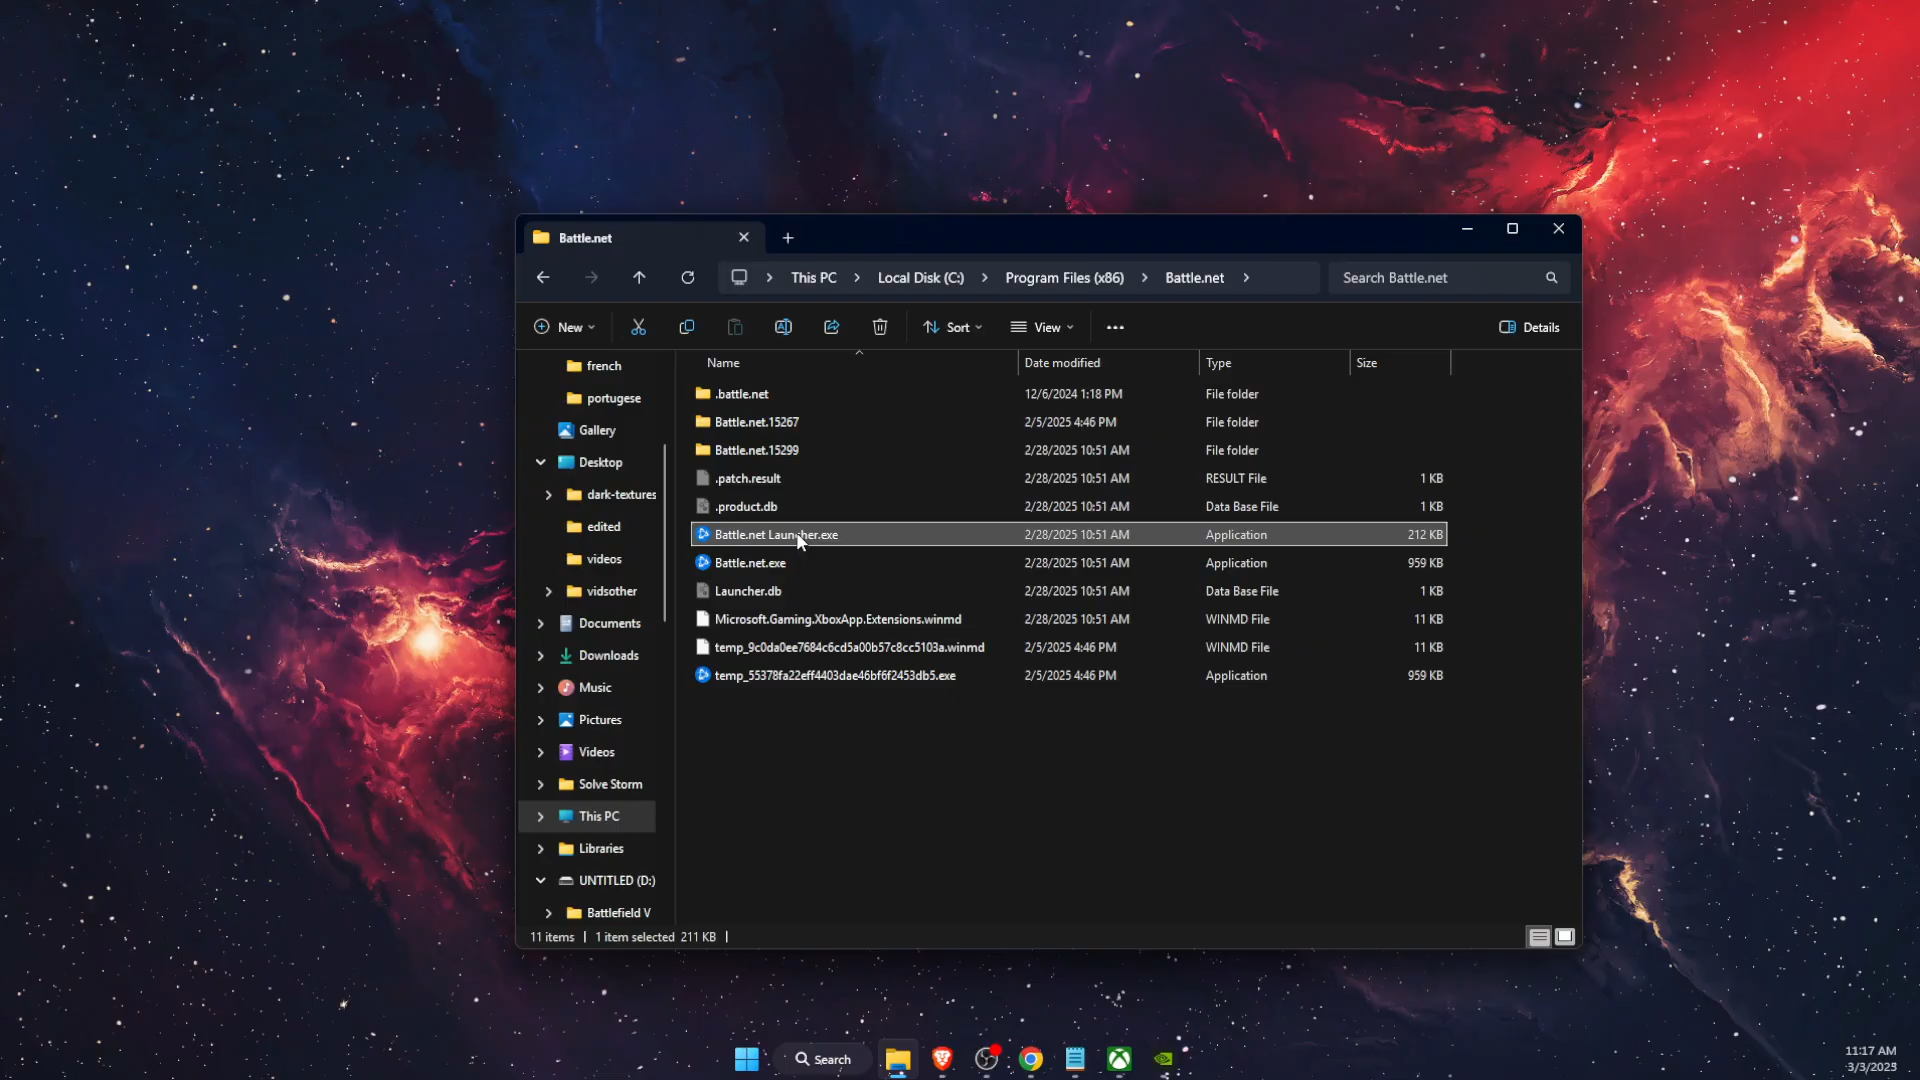 Battle.net
This PC
Local Disk (C:)
Program Files (x86)
Battle.net
Search Battle.net
New
Sort
View
Details
french
portugese
Gallery
Desktop
dark-textures
edited
videos
vidsother
Documents
Downloads
Music
Pictures
Videos
Solve Storm
This PC
Libraries
UNTITLED (D:)
Battlefield V
Name Date modified Type Size
.battle.net 12/6/2024 1:18 PM File folder
Battle.net.15267 2/5/2025 4:46 PM File folder
Battle.net.15299 2/28/2025 10:51 AM File folder
.patch.result 2/28/2025 10:51 AM RESULT File 1 KB
.product.db 2/28/2025 10:51 AM Data Base File 1 KB
Battle.net Launcher.exe 2/28/2025 10:51 AM Application 212 KB
Battle.net.exe 2/28/2025 10:51 AM Application 959 KB
Launcher.db 2/28/2025 10:51 AM Data Base File 1 KB
Microsoft.Gaming.XboxApp.Extensions.winmd 2/28/2025 10:51 AM WINMD File 11 KB
temp_9c0da0ee7684c6cd5a00b57c8cc5103a.winmd 2/5/2025 4:46 PM WINMD File 11 KB
temp_55378fa22eff4403dae46bf6f2453db5.exe 2/5/2025 4:46 PM Application 959 KB
11 items | 1 item selected 211 KB |
Search
11:17 AM
3/3/2025